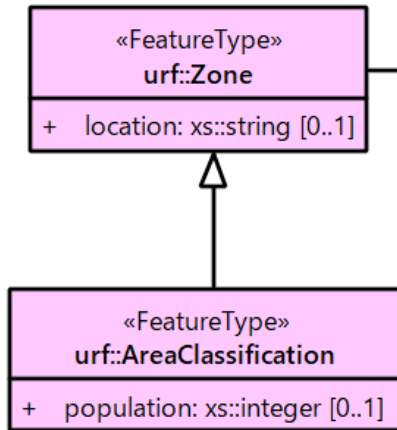 «FeatureType»
urf::Zone
+ location: xs::string [0..1]
«FeatureType»
urf::AreaClassification
+ population: xs::integer [0..1]